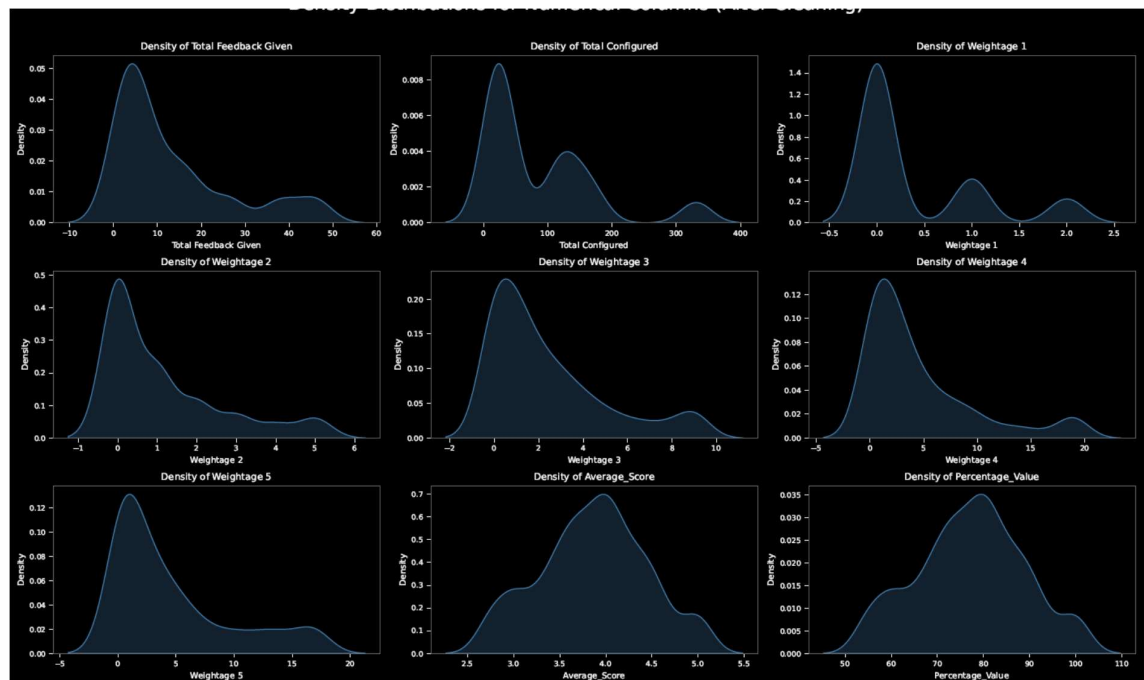 Density Distributions for Numerical Columns (After Cleaning)
Density of Total Feedback Given
Density
0.05
0.04
0.03
0.02
0.01
0.00
−10 0 10 20 30 40 50 60
Total Feedback Given
Density of Total Configured
Density
0.008
0.006
0.004
0.002
0.000
0 100 200 300 400
Total Configured
Density of Weightage 1
Density
1.4
1.2
1.0
0.8
0.6
0.4
0.2
0.0
−0.5 0.0 0.5 1.0 1.5 2.0 2.5
Weightage 1
Density of Weightage 2
Density
0.5
0.4
0.3
0.2
0.1
0.0
−1 0 1 2 3 4 5 6
Weightage 2
Density of Weightage 3
Density
0.20
0.15
0.10
0.05
0.00
−2 0 2 4 6 8 10
Weightage 3
Density of Weightage 4
Density
0.12
0.10
0.08
0.06
0.04
0.02
0.00
−5 0 5 10 15 20
Weightage 4
Density of Weightage 5
Density
0.12
0.10
0.08
0.06
0.04
0.02
0.00
−5 0 5 10 15 20
Weightage 5
Density of Average_Score
Density
0.7
0.6
0.5
0.4
0.3
0.2
0.1
0.0
2.5 3.0 3.5 4.0 4.5 5.0 5.5
Average_Score
Density of Percentage_Value
Density
0.035
0.030
0.025
0.020
0.015
0.010
0.005
0.000
50 60 70 80 90 100 110
Percentage_Value